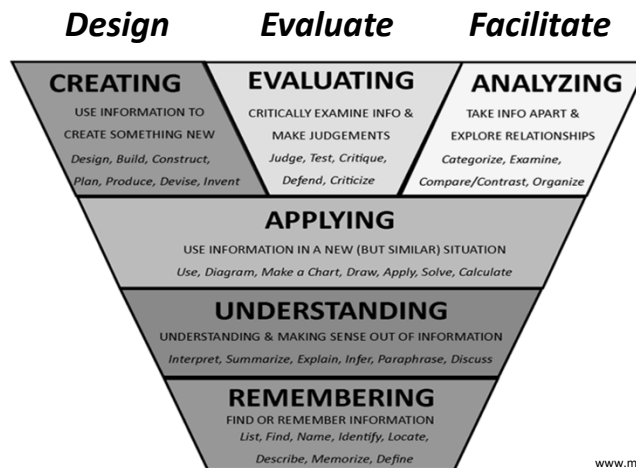 Design Evaluate Facilitate
CREATING
USE INFORMATION TO
CREATE SOMETHING NEW
Design, Build, Construct,
Plan, Produce, Devise, Invent
EVALUATING
CRITICALLY EXAMINE INFO &
MAKE JUDGEMENTS
Judge, Test, Critique,
Defend, Criticize
ANALYZING
TAKE INFO APART &
EXPLORE RELATIONSHIPS
Categorize, Examine,
Compare/Contrast, Organize
APPLYING
USE INFORMATION IN A NEW (BUT SIMILAR) SITUATION
Use, Diagram, Make a Chart, Draw, Apply, Solve, Calculate
UNDERSTANDING
UNDERSTANDING & MAKING SENSE OUT OF INFORMATION
Interpret, Summarize, Explain, Infer, Paraphrase, Discuss
REMEMBERING
FIND OR REMEMBER INFORMATION
List, Find, Name, Identify, Locate,
Describe, Memorize, Define
www.m